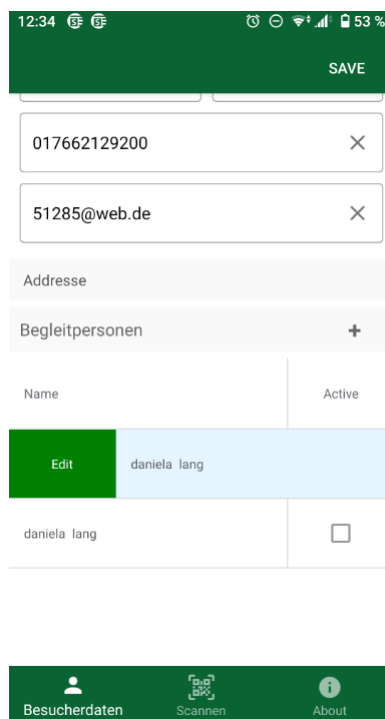 12:34 53 %
SAVE
017662129200
51285@web.de
Addresse
Begleitpersonen +
Name Active
Edit daniela lang
daniela lang
Besucherdaten Scannen About